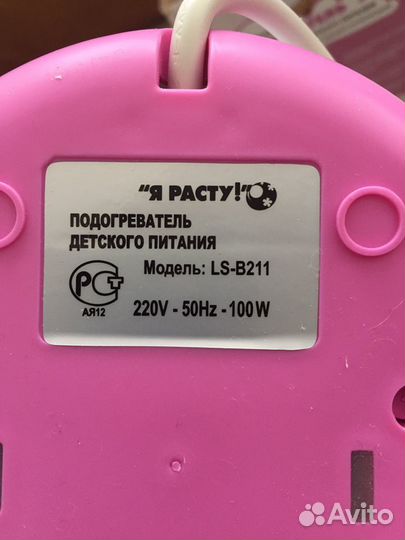 "Я РАСТУ!"
ПОДОГРЕВАТЕЛЬ
ДЕТСКОГО ПИТАНИЯ
Модель: LS-B211
РСТ
АЯ12
220V - 50Hz - 100W
Avito